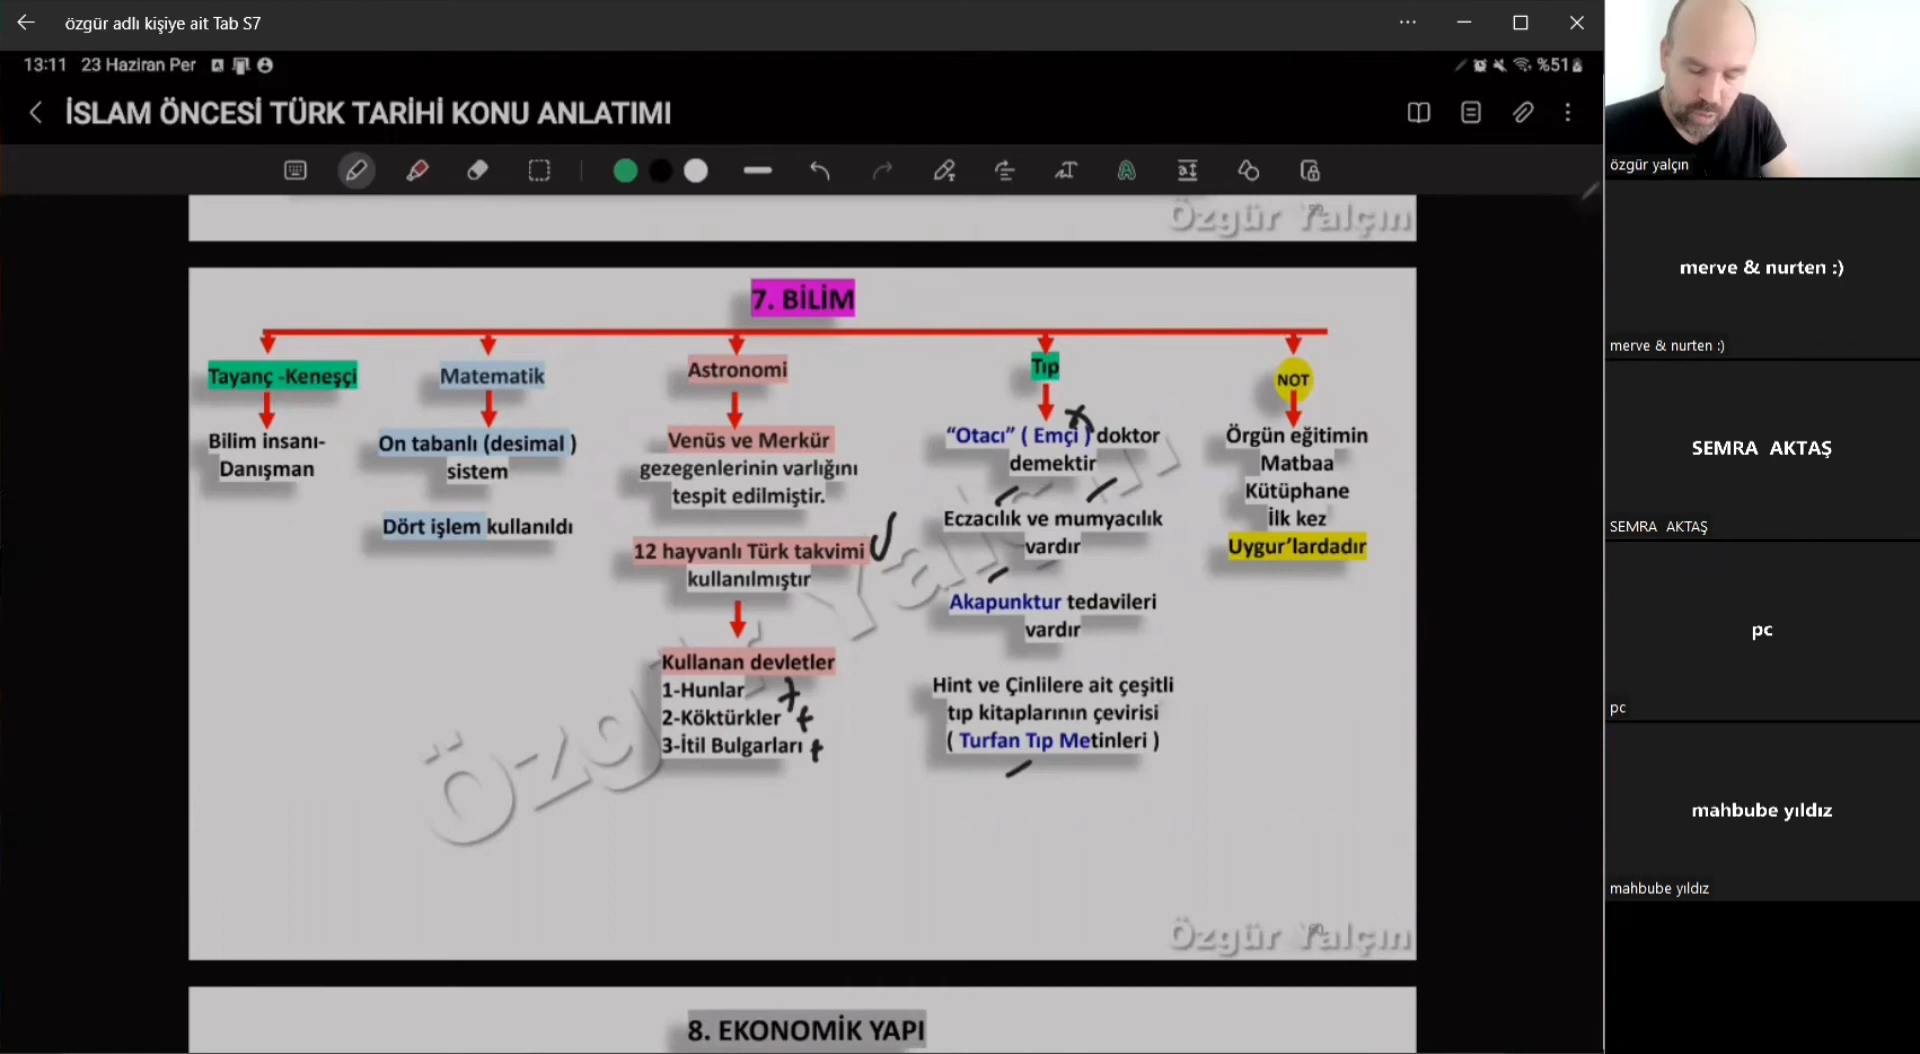 özgür adlı kişiye ait Tab S7
13:11 23 Haziran Per
%51
İSLAM ÖNCESİ TÜRK TARİHİ KONU ANLATIMI
Özgür Yalçın
7. BİLİM
Tayanç -Keneşçi
Bilim insanı-
Danışman
Matematik
On tabanlı (desimal )
sistem
Dört işlem kullanıldı
Astronomi
Venüs ve Merkür
gezegenlerinin varlığını
tespit edilmiştir.
12 hayvanlı Türk takvimi
kullanılmıştır
Kullanan devletler
1-Hunlar
2-Köktürkler
3-İtil Bulgarları
Tıp
“Otacı” ( Emçi ) doktor
demektir
Eczacılık ve mumyacılık
vardır
Akapunktur tedavileri
vardır
Hint ve Çinlilere ait çeşitli
tıp kitaplarının çevirisi
( Turfan Tıp Metinleri )
NOT
Örgün eğitimin
Matbaa
Kütüphane
İlk kez
Uygur’lardadır
Özgür Yalçın
Özgür Yalçın
8. EKONOMİK YAPI
özgür yalçın
merve & nurten :)
merve & nurten :)
SEMRA AKTAŞ
SEMRA AKTAŞ
pc
pc
mahbube yıldız
mahbube yıldız